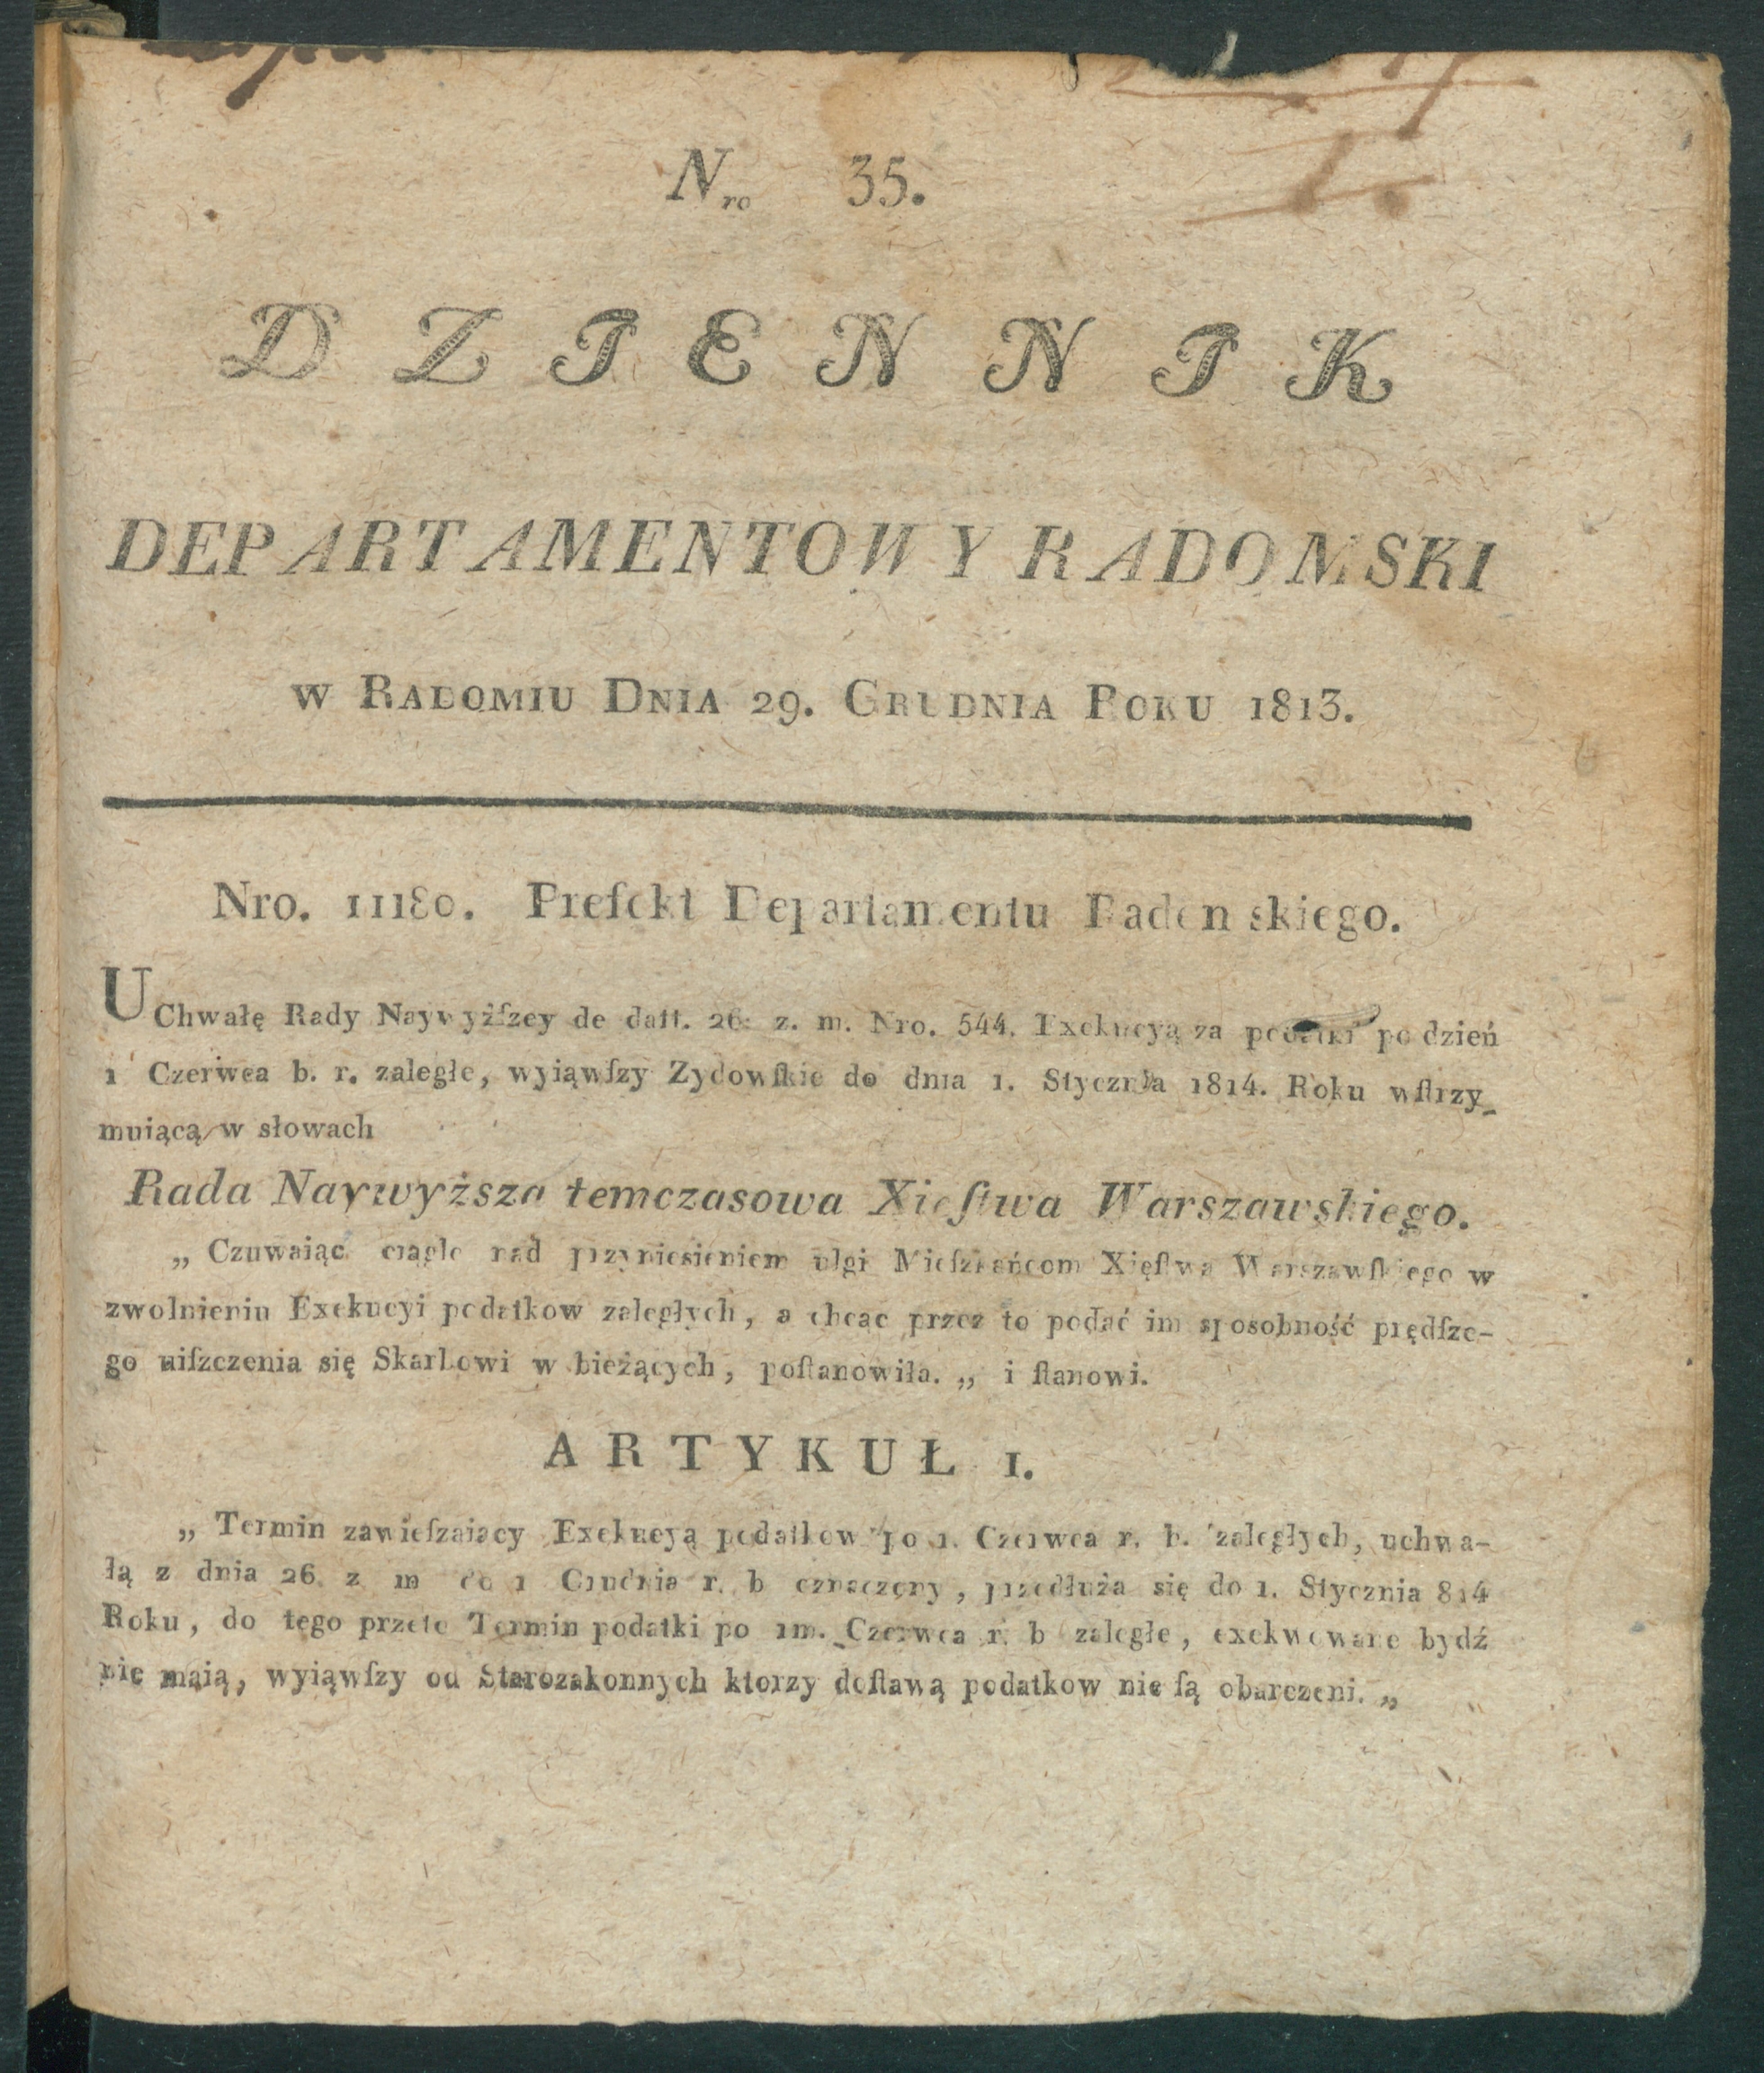 Nro 35.
DZIENNIK
DEPARTAMENTOWY RADOMSKI
w Radomiu Dnia 29. Grudnia Roku 1813.
Nro. 11180. Prefekt Departamentu Radomskiego.
UChwałę Rady Naywyżſzey de datt. 26. z. m. Nro. 544. Exekucyą za podatki po dzień
1 Czerwca b. r. zaległe, wyiąwſzy Zydowſkie do dnia 1. Stycznia 1814. Roku wſtrzy-
muiącą w słowach
Rada Naywyższa temczasowa Xieſtwa Warszawskiego.
„ Czuwaiąc ciągle nad przyniesieniem ulgi Mieſzkańcom Xięſtwa Warszawſkiego w
zwolnieniu Exekucyi podatkow zaległych, a chcąc przez to podać im sposobność prędſze-
go uiſzczenia się Skarbowi w bieżących, poſtanowiła. „ i ſtanowi.
ARTYKUŁ 1.
„ Termin zawieſzaiący Exekucyą podatkow po 1. Czerwca r. b. zaległych, uchwa-
łą z dnia 26. z m do 1 Grudnia r. b oznaczony, przedłuża się do 1. Stycznia 814
Roku, do tego przeto Termin podatki po 1m. Czerwca r. b zaległe, exekwowane bydź
nie maią, wyiąwſzy od Starozakonnych ktorzy doſtawą podatkow nie ſą obarczeni. „